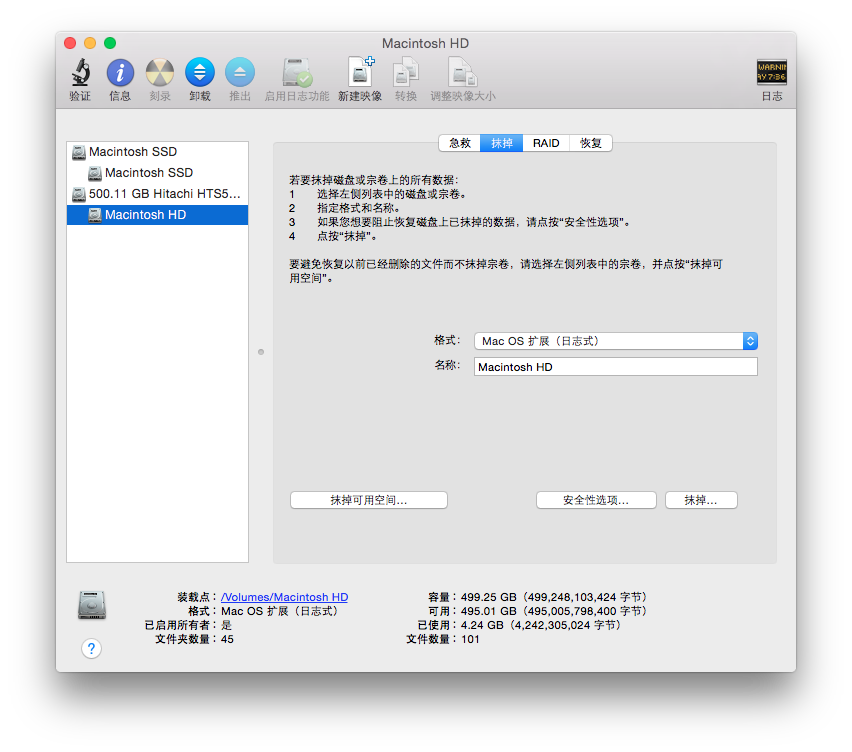 Macintosh HD
验证 信息 刻录 卸载 推出 启用日志功能 新建映像 转换 调整映像大小 日志
WARNIN
AY 7:36
Macintosh SSD
Macintosh SSD
500.11 GB Hitachi HTS5…
Macintosh HD
急救 抹掉 RAID 恢复
若要抹掉磁盘或宗卷上的所有数据:
1 选择左侧列表中的磁盘或宗卷。
2 指定格式和名称。
3 如果您想要阻止恢复磁盘上已抹掉的数据，请点按“安全性选项”。
4 点按“抹掉”。
要避免恢复以前已经删除的文件而不抹掉宗卷，请选择左侧列表中的宗卷，并点按“抹掉可
用空间”。
格式： Mac OS 扩展（日志式）
名称： Macintosh HD
抹掉可用空间… 安全性选项… 抹掉…
装载点：/Volumes/Macintosh HD
格式：Mac OS 扩展（日志式）
已启用所有者：是
文件夹数量：45
容量：499.25 GB（499,248,103,424 字节）
可用：495.01 GB（495,005,798,400 字节）
已使用：4.24 GB（4,242,305,024 字节）
文件数量：101
?